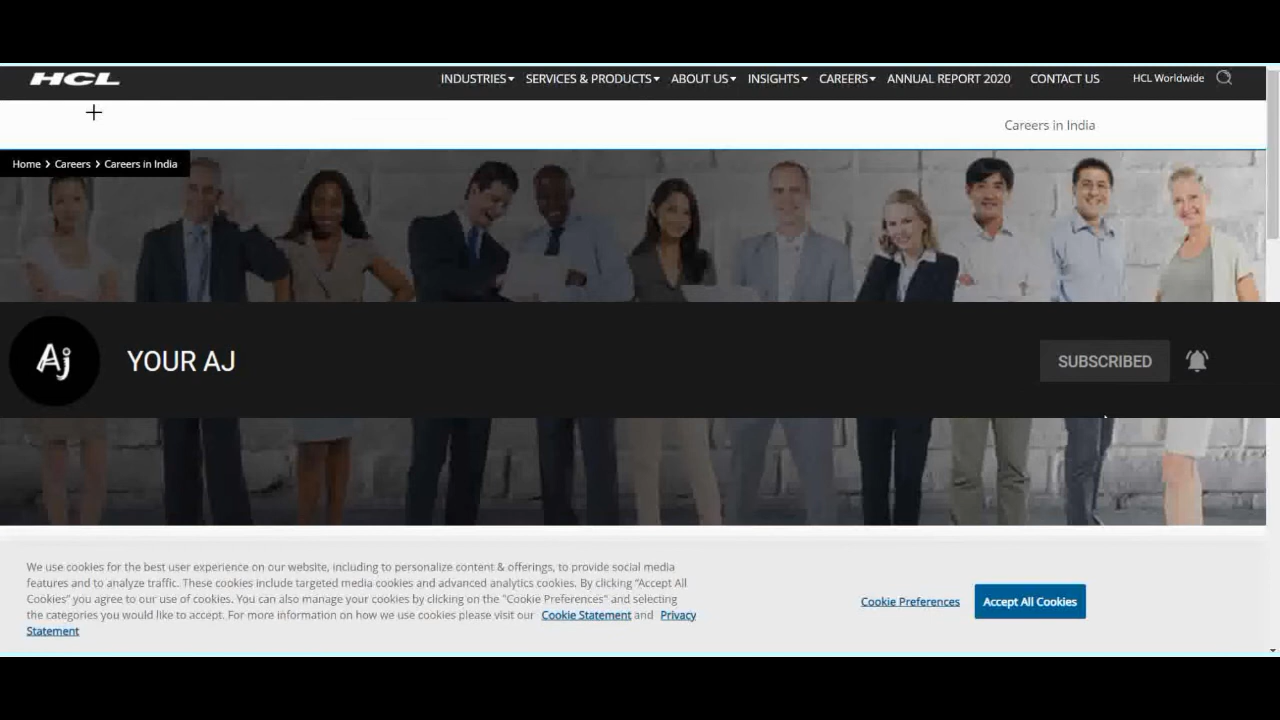 HCL
INDUSTRIES SERVICES & PRODUCTS ABOUT US INSIGHTS CAREERS ANNUAL REPORT 2020 CONTACT US HCL Worldwide
Careers in India
Home > Careers > Careers in India
Aj YOUR AJ SUBSCRIBED
We use cookies for the best user experience on our website, including to personalize content & offerings, to provide social media
features and to analyze traffic. These cookies include targeted media cookies and advanced analytics cookies. By clicking "Accept All
Cookies" you agree to our use of cookies. You can also manage your cookies by clicking on the "Cookie Preferences" and selecting
the categories you would like to accept. For more information on how we use cookies please visit our Cookie Statement and Privacy
Statement
Cookie Preferences Accept All Cookies